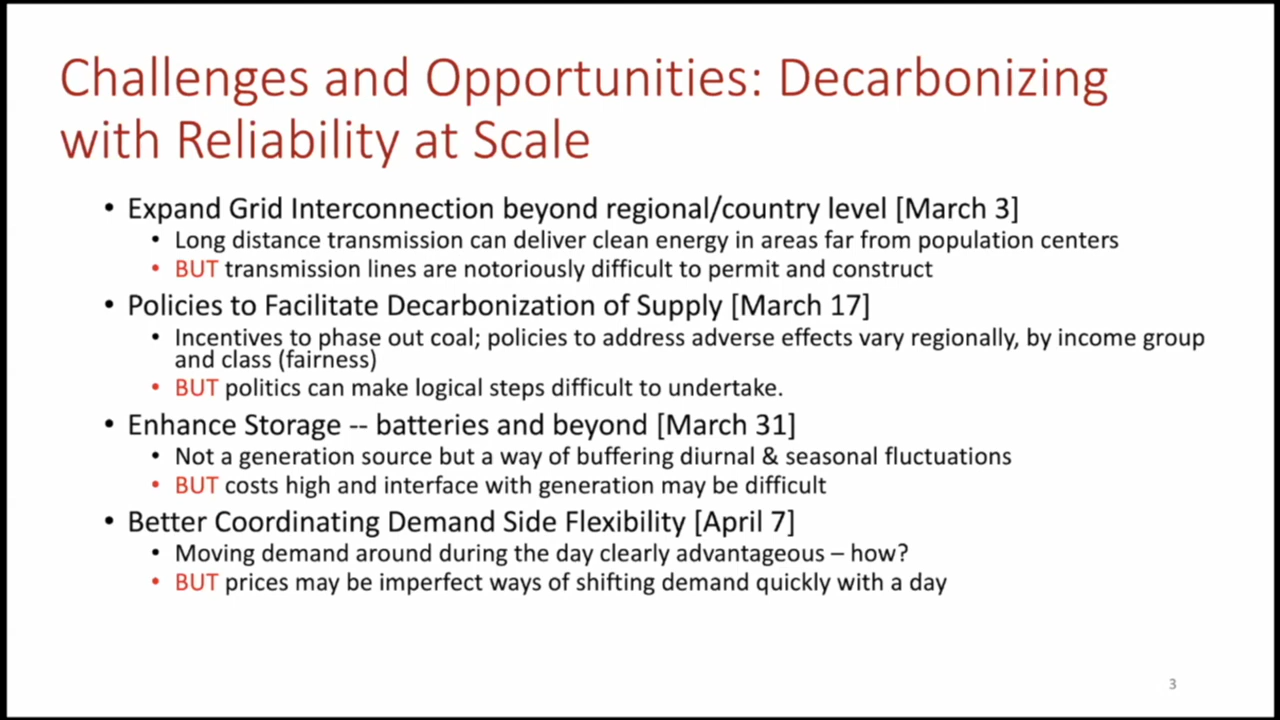 Challenges and Opportunities: Decarbonizing
with Reliability at Scale
• Expand Grid Interconnection beyond regional/country level [March 3]
• Long distance transmission can deliver clean energy in areas far from population centers
• BUT transmission lines are notoriously difficult to permit and construct
• Policies to Facilitate Decarbonization of Supply [March 17]
• Incentives to phase out coal; policies to address adverse effects vary regionally, by income group
and class (fairness)
• BUT politics can make logical steps difficult to undertake.
• Enhance Storage -- batteries and beyond [March 31]
• Not a generation source but a way of buffering diurnal & seasonal fluctuations
• BUT costs high and interface with generation may be difficult
• Better Coordinating Demand Side Flexibility [April 7]
• Moving demand around during the day clearly advantageous – how?
• BUT prices may be imperfect ways of shifting demand quickly with a day
3